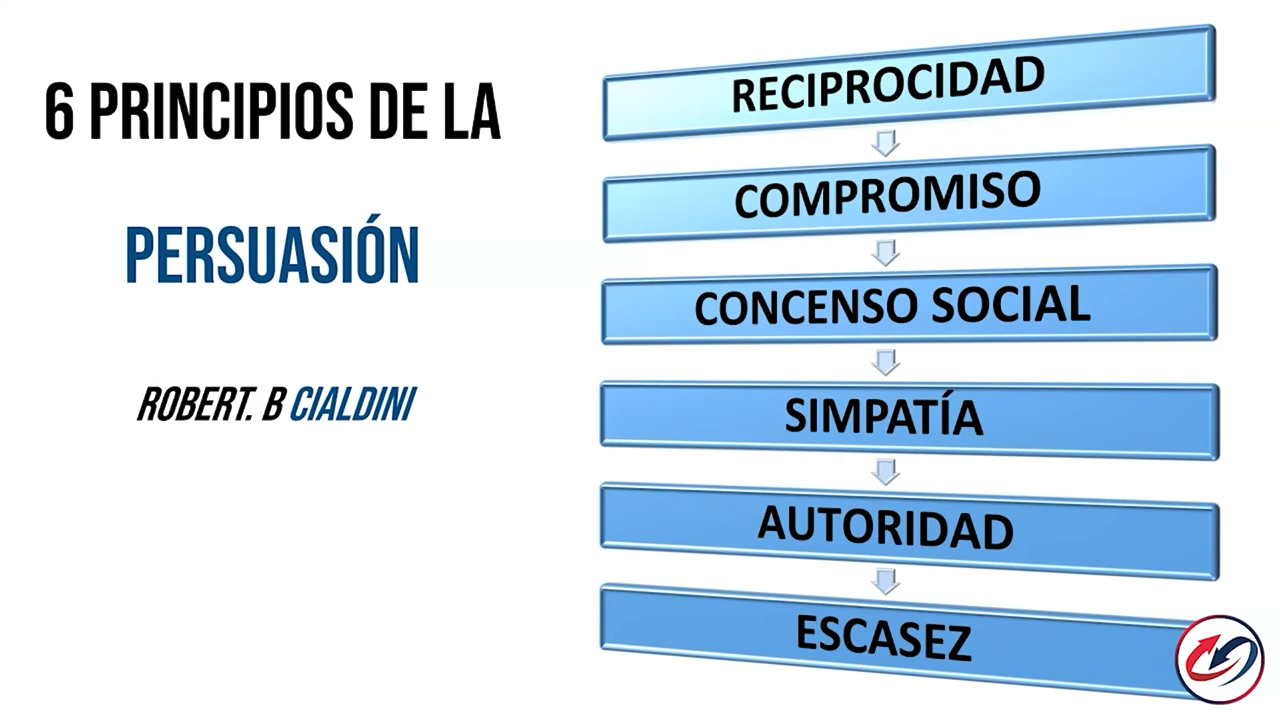 6 PRINCIPIOS DE LA
PERSUASIÓN
ROBERT. B CIALDINI
RECIPROCIDAD
COMPROMISO
CONCENSO SOCIAL
SIMPATÍA
AUTORIDAD
ESCASEZ